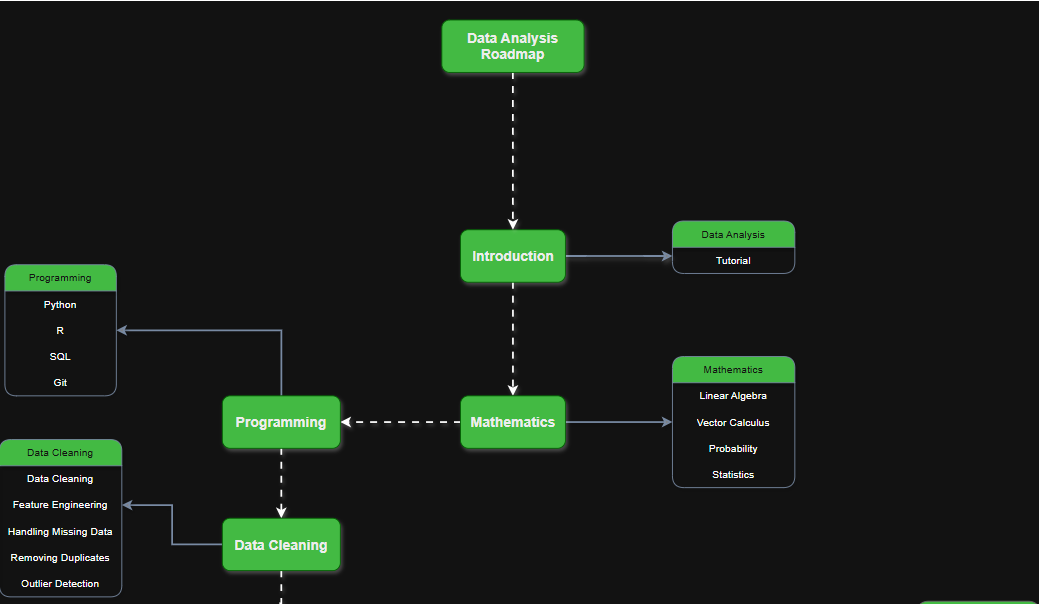 Data Analysis
Roadmap
Introduction
Data Analysis
Tutorial
Programming
Python
R
SQL
Git
Mathematics
Mathematics
Linear Algebra
Vector Calculus
Probability
Statistics
Programming
Data Cleaning
Data Cleaning
Feature Engineering
Handling Missing Data
Removing Duplicates
Outlier Detection
Data Cleaning